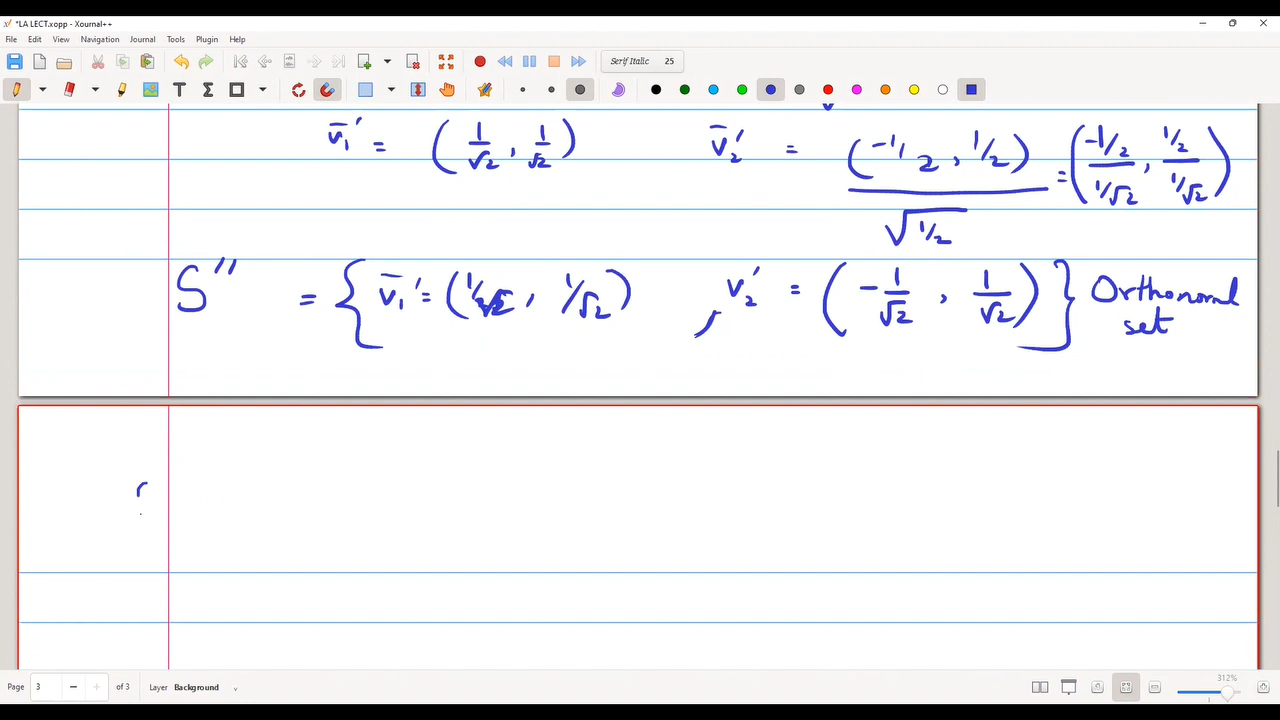 *LA LECT.xopp - Xournal++
File Edit View Navigation Journal Tools Plugin Help
Serif Italic 25
v̄₁' = (1/√2, 1/√2)    v̄₂' = (-1/2, 1/2)/√(1/2) = ((-1/2)/(1/√2), (1/2)/(1/√2))
S'' = { v̄₁' = (1/√2, 1/√2) , v₂' = (-1/√2, 1/√2) } Orthonoral
set
Page 3 of 3 Layer Background 312%